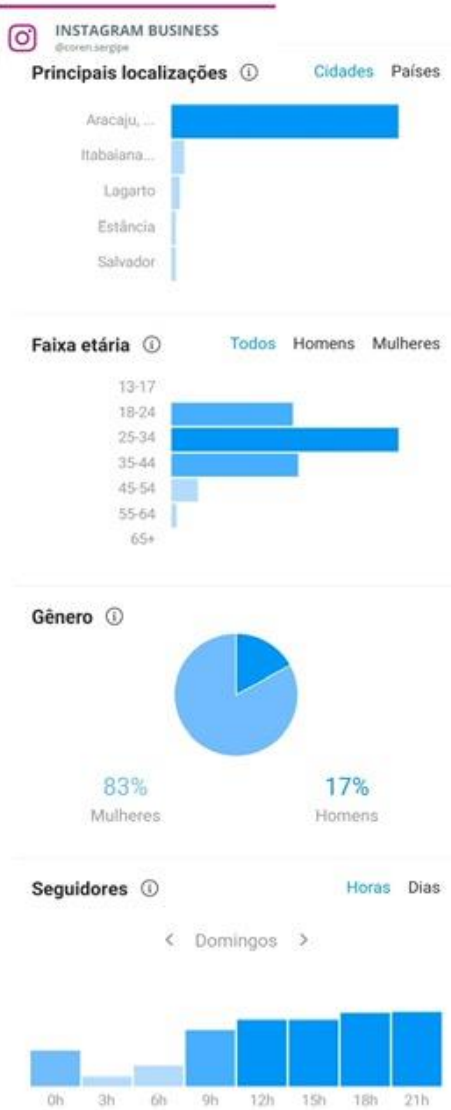 INSTAGRAM BUSINESS
@coren.sergipe
Principais localizações Cidades Países
Aracaju, ...
Itabaiana...
Lagarto
Estância
Salvador
Faixa etária Todos Homens Mulheres
13-17
18-24
25-34
35-44
45-54
55-64
65+
Gênero
83% 17%
Mulheres Homens
Seguidores Horas Dias
< Domingos >
0h 3h 6h 9h 12h 15h 18h 21h